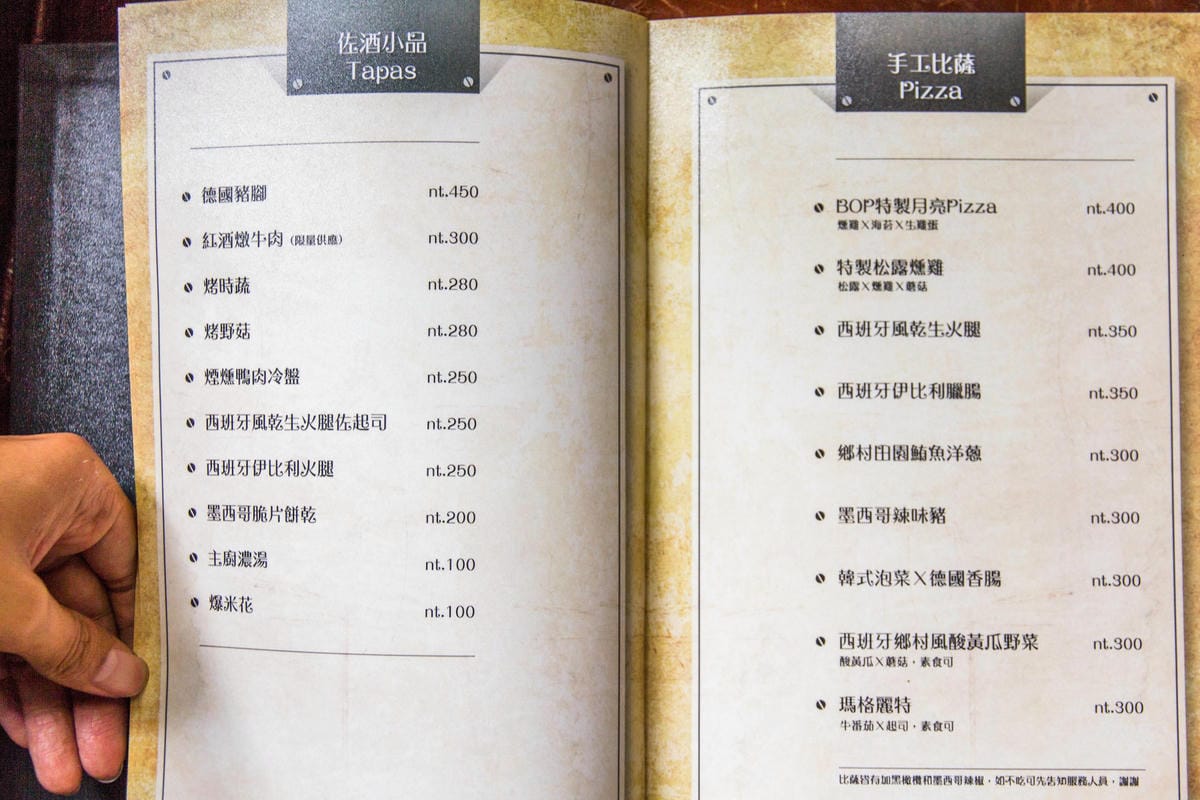 佐酒小品
Tapas
德國豬腳 nt.450
紅酒燉牛肉 (限量供應) nt.300
烤時蔬 nt.280
烤野菇 nt.280
煙燻鴨肉冷盤 nt.250
西班牙風乾生火腿佐起司 nt.250
西班牙伊比利火腿 nt.250
墨西哥脆片餅乾 nt.200
主廚濃湯 nt.100
爆米花 nt.100
手工比薩
Pizza
BOP特製月亮Pizza nt.400
燻雞X海苔X生雞蛋
特製松露燻雞 nt.400
松露X燻雞X蘑菇
西班牙風乾生火腿 nt.350
西班牙伊比利臘腸 nt.350
鄉村田園鮪魚洋蔥 nt.300
墨西哥辣味豬 nt.300
韓式泡菜X德國香腸 nt.300
西班牙鄉村風酸黃瓜野菜 nt.300
酸黃瓜X蘑菇，素食可
瑪格麗特 nt.300
牛番茄X起司，素食可
比薩皆有加黑橄欖和墨西哥辣椒，如不吃可先告知服務人員，謝謝